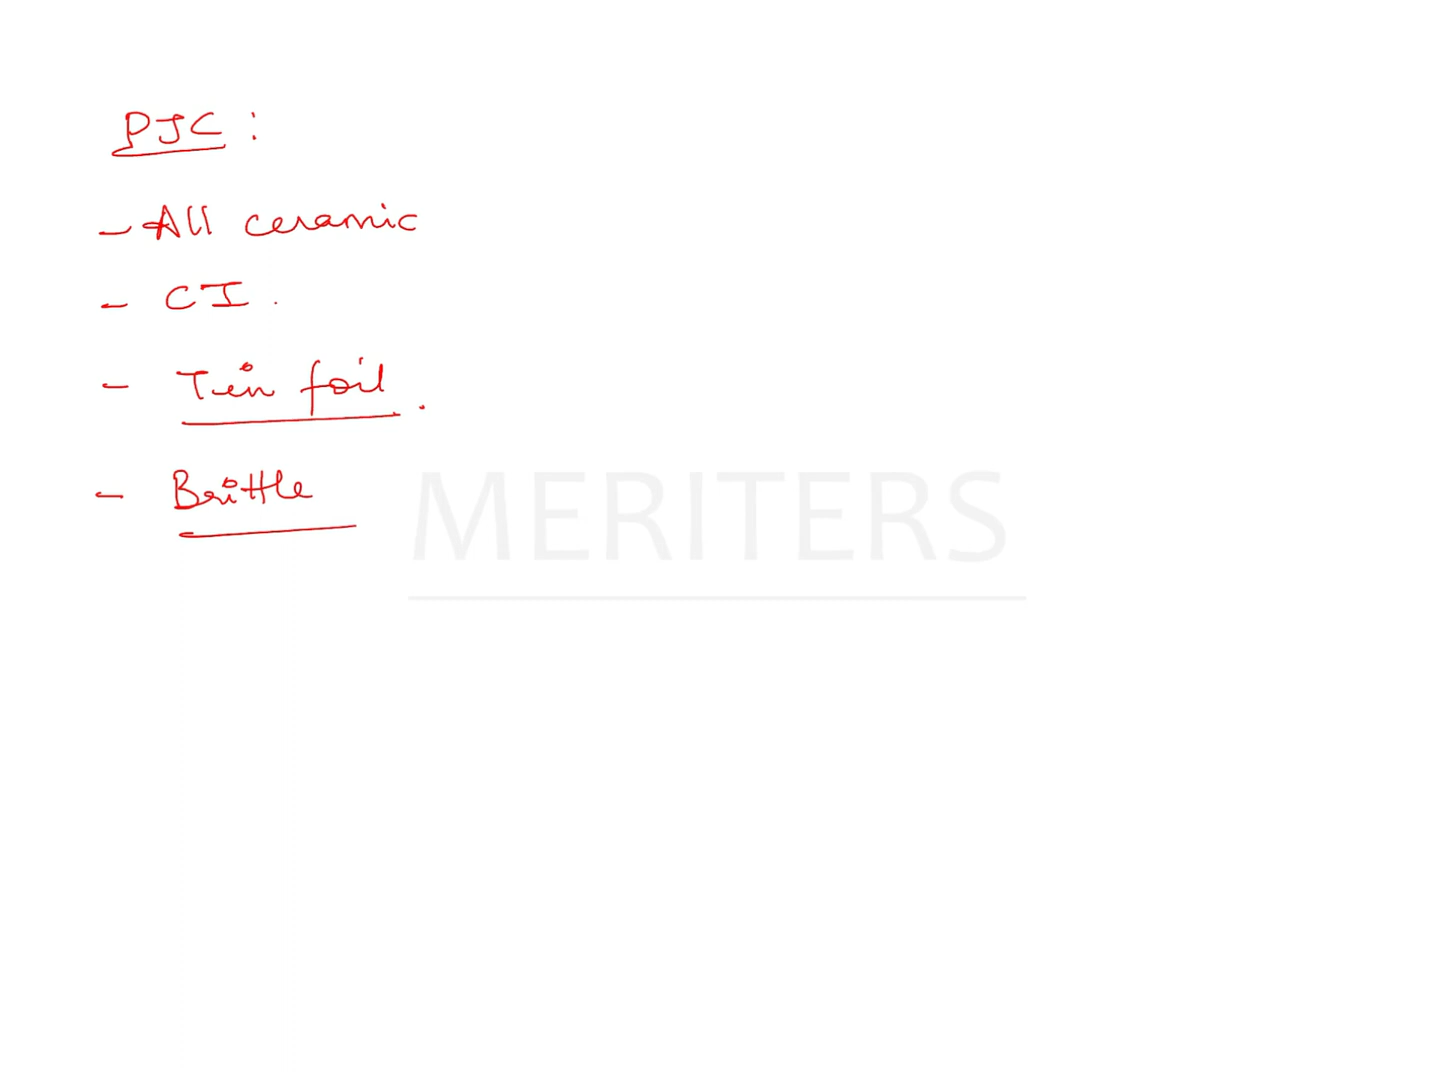 PJC :
- All ceramic
- CI .
- Tin foil .
- Brittle
MERITERS